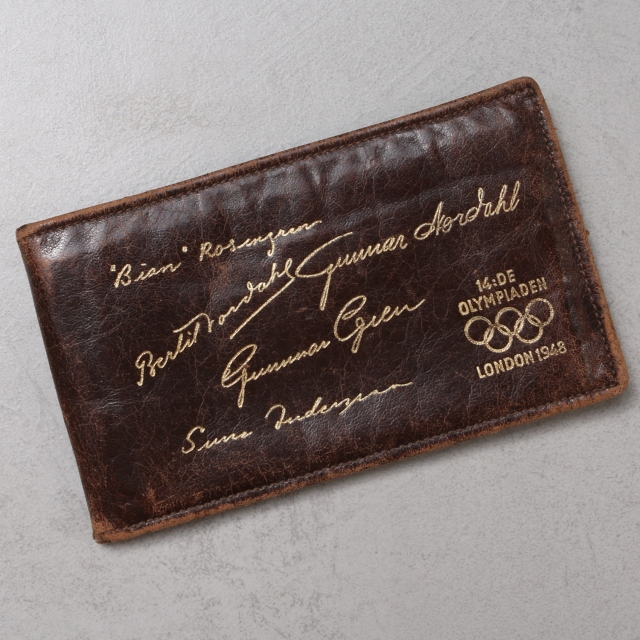 "Bian" Rosengren
Bertil Nordahl
Gunnar Nordahl
Gunnar Gren
Sune Andersson
14:DE
OLYMPIADEN
LONDON 1948